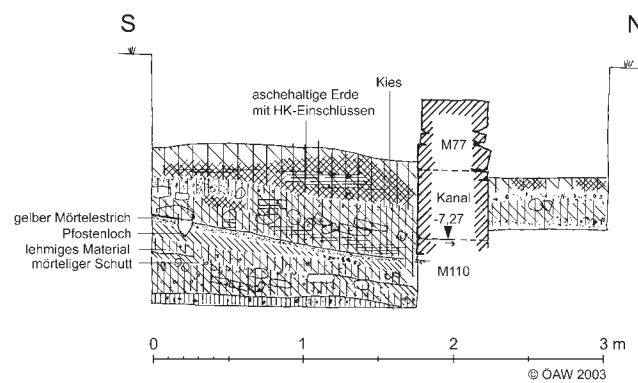 S
N
Kies
aschehaltige Erde
mit HK-Einschlüssen
M77
Kanal
-7,27
gelber Mörtelestrich
Pfostenloch
lehmiges Material
mörteliger Schutt
M110
0 1 2 3 m
© ÖAW 2003